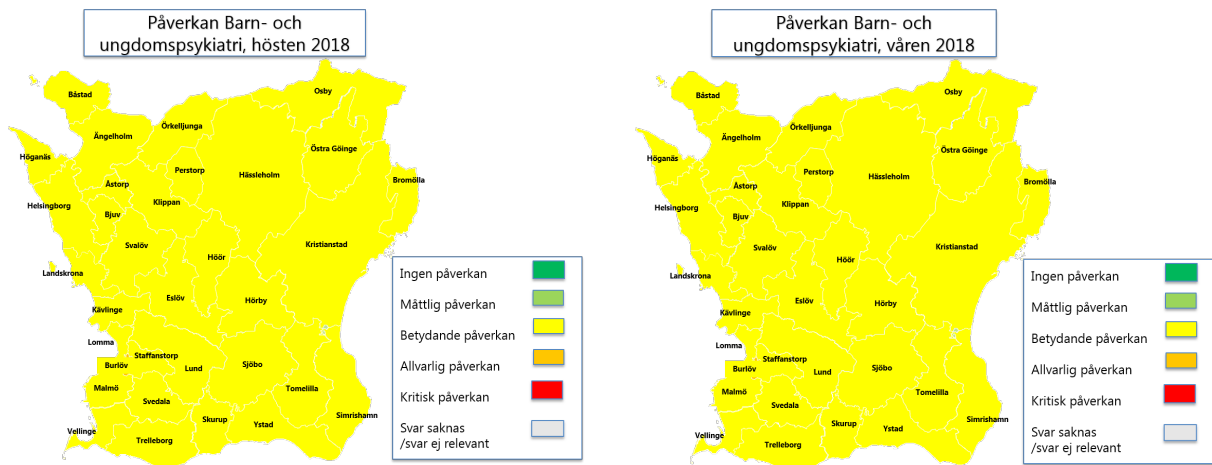 Påverkan Barn- och
ungdomspsykiatri, hösten 2018
Båstad
Osby
Ängelholm
Örkelljunga
Höganäs
Östra Göinge
Perstorp
Hässleholm
Bromölla
Åstorp
Helsingborg
Klippan
Bjuv
Svalöv
Kristianstad
Höör
Landskrona
Eslöv
Hörby
Kävlinge
Lomma
Staffanstorp
Burlöv
Lund
Sjöbo
Malmö
Tomelilla
Svedala
Simrishamn
Skurup
Ystad
Vellinge
Trelleborg
Ingen påverkan
Måttlig påverkan
Betydande påverkan
Allvarlig påverkan
Kritisk påverkan
Svar saknas
/svar ej relevant
Påverkan Barn- och
ungdomspsykiatri, våren 2018
Båstad
Osby
Ängelholm
Örkelljunga
Höganäs
Östra Göinge
Perstorp
Hässleholm
Bromölla
Åstorp
Helsingborg
Klippan
Bjuv
Svalöv
Kristianstad
Höör
Landskrona
Eslöv
Hörby
Kävlinge
Lomma
Staffanstorp
Burlöv
Lund
Sjöbo
Malmö
Tomelilla
Svedala
Simrishamn
Skurup
Ystad
Vellinge
Trelleborg
Ingen påverkan
Måttlig påverkan
Betydande påverkan
Allvarlig påverkan
Kritisk påverkan
Svar saknas
/svar ej relevant